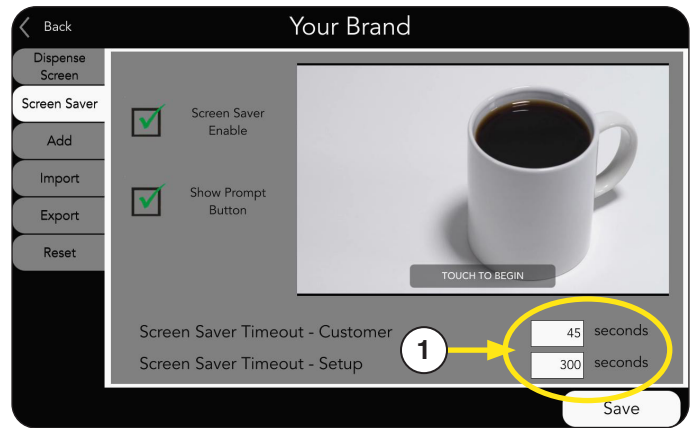 Back
Your Brand
Dispense
Screen
Screen Saver
Add
Import
Export
Reset
Screen Saver
Enable
Show Prompt
Button
TOUCH TO BEGIN
Screen Saver Timeout - Customer
45 seconds
Screen Saver Timeout - Setup
300 seconds
1
Save